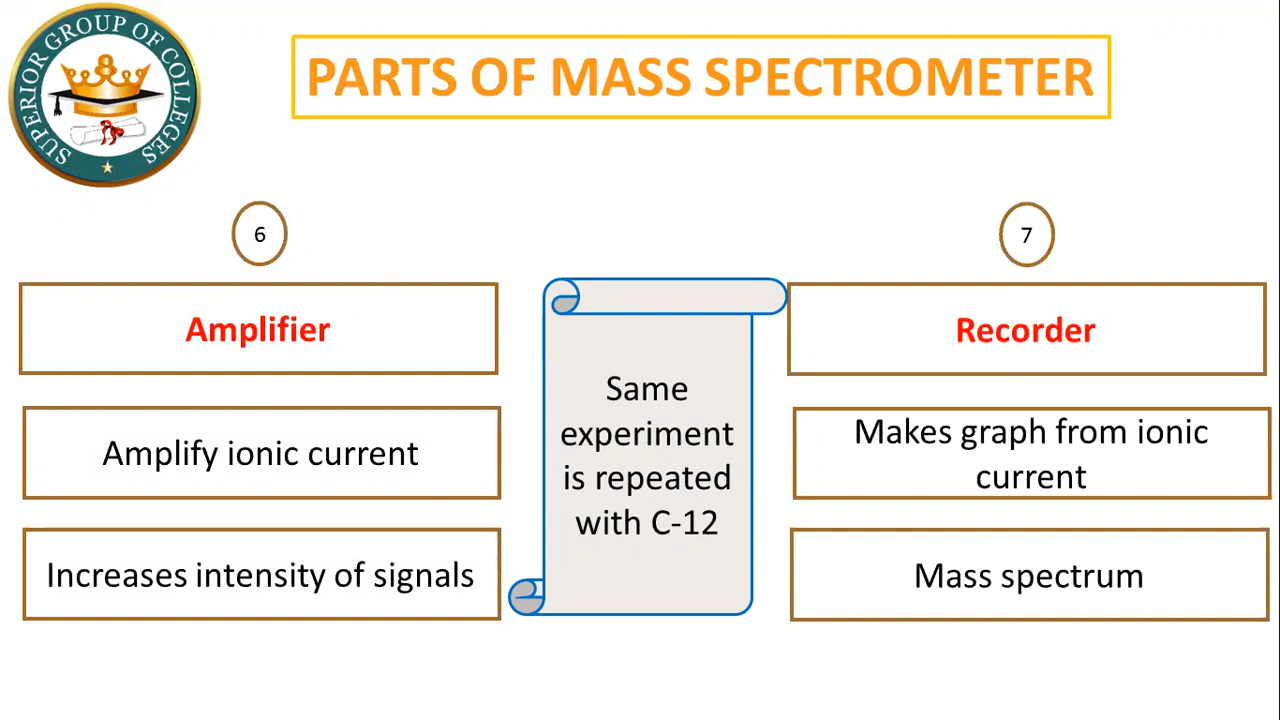 SUPERIOR GROUP OF COLLEGES
PARTS OF MASS SPECTROMETER
6
Amplifier
Amplify ionic current
Increases intensity of signals
Same
experiment
is repeated
with C-12
7
Recorder
Makes graph from ionic
current
Mass spectrum